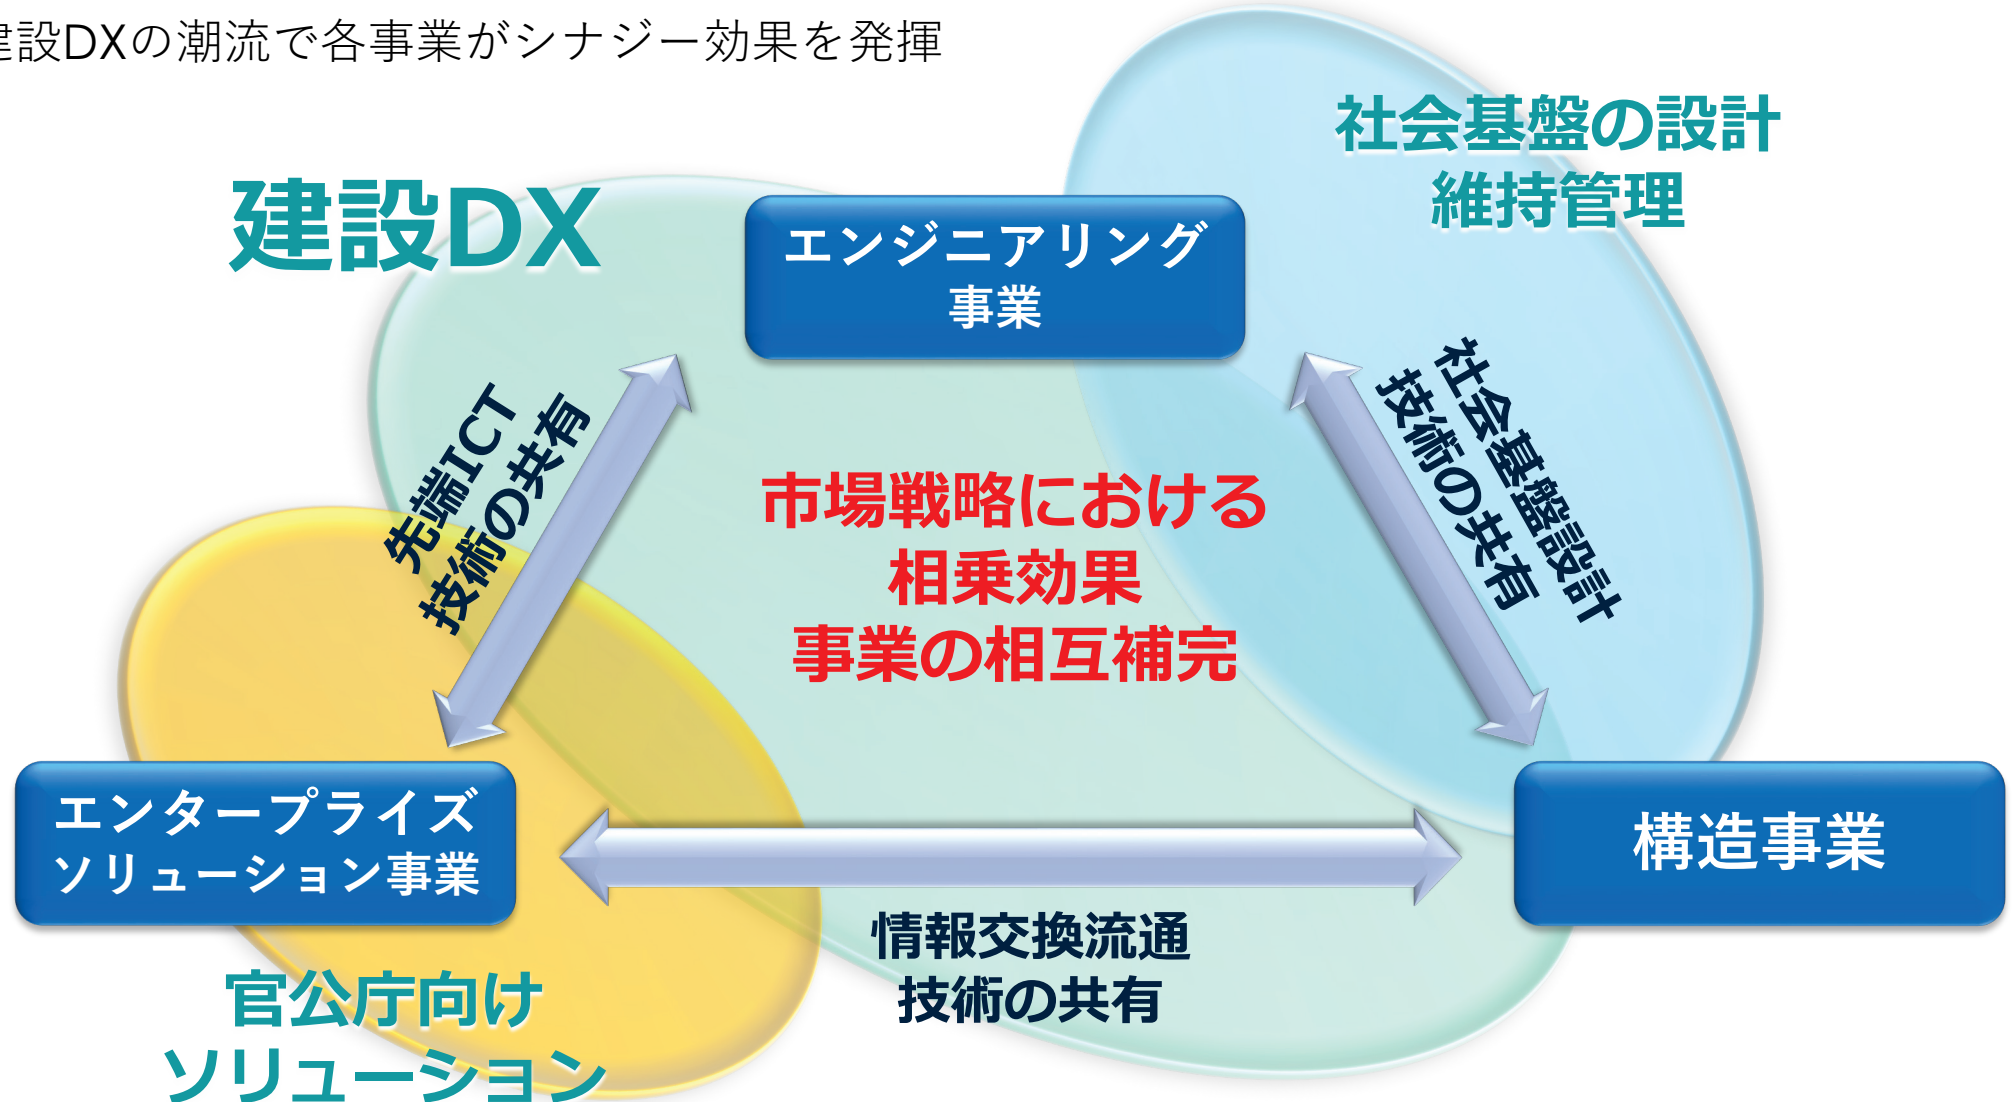 建設DXの潮流で各事業がシナジー効果を発揮
社会基盤の設計
維持管理
建設DX
エンジニアリング
事業
先端ICT
技術の共有
社会基盤設計
技術の共有
市場戦略における
相乗効果
事業の相互補完
エンタープライズ
ソリューション事業
構造事業
情報交換流通
技術の共有
官公庁向け
ソリューション